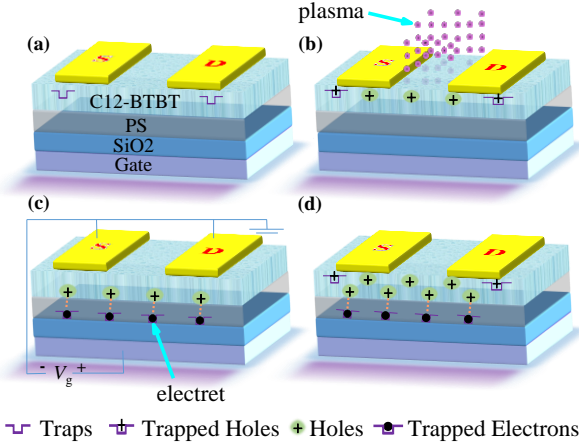 plasma
(a)
(b)
S
D
S
D
C12-BTBT
PS
SiO2
Gate
(c)
(d)
S
D
S
D
- Vg +
electret
Traps
Trapped Holes
Holes
Trapped Electrons